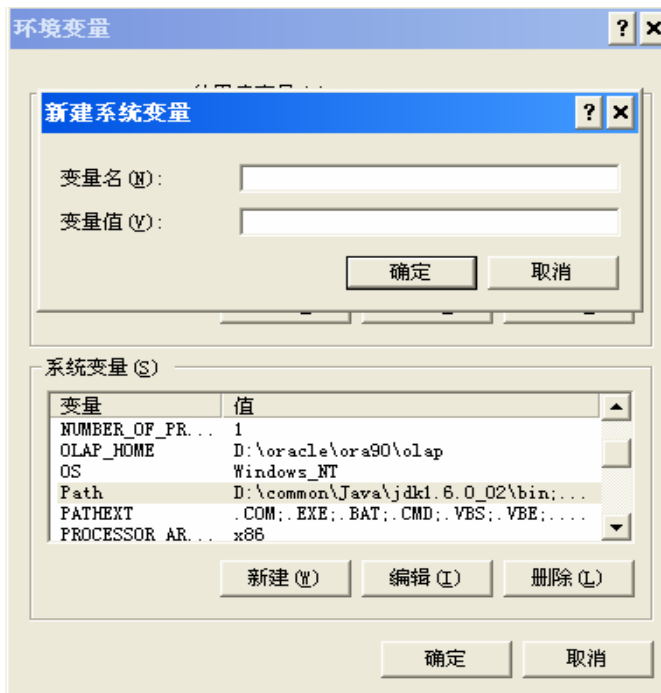 环境变量
新建系统变量
变量名(N):
变量值(V):
确定 取消
系统变量(S)
变量 值
NUMBER_OF_PR... 1
OLAP_HOME D:\oracle\ora90\olap
OS Windows_NT
Path D:\common\Java\jdk1.6.0_02\bin;...
PATHEXT .COM;.EXE;.BAT;.CMD;.VBS;.VBE;....
PROCESSOR_AR... x86
新建(W) 编辑(I) 删除(L)
确定 取消